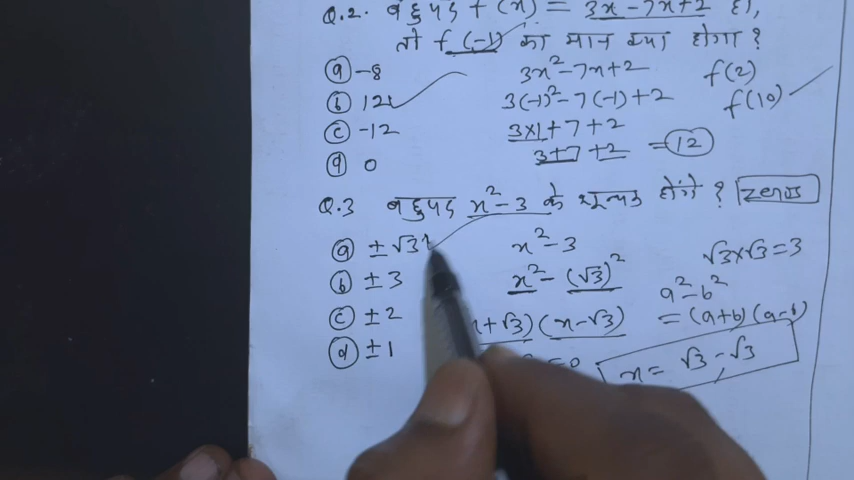 Q.2. बहुपद f(x) = 3x-7x+2 हो,
तो f(-1) का मान क्या होगा ?
(a) -8
3x²-7x+2
f(2)
(b) 12
3(-1)²-7(-1)+2
f(10)
(c) -12
3×1+7+2
(d) 0
3+7+2 = 12
Q.3 बहुपद x²-3 के शून्यक होंगे ? zeros
(a) ±√3
x²-3
√3×√3=3
(b) ±3
x²-(√3)²
a²-b²
(c) ±2
+√3)(x-√3)
=(a+b)(a-b)
(d) ±1
=0
x= √3,-√3